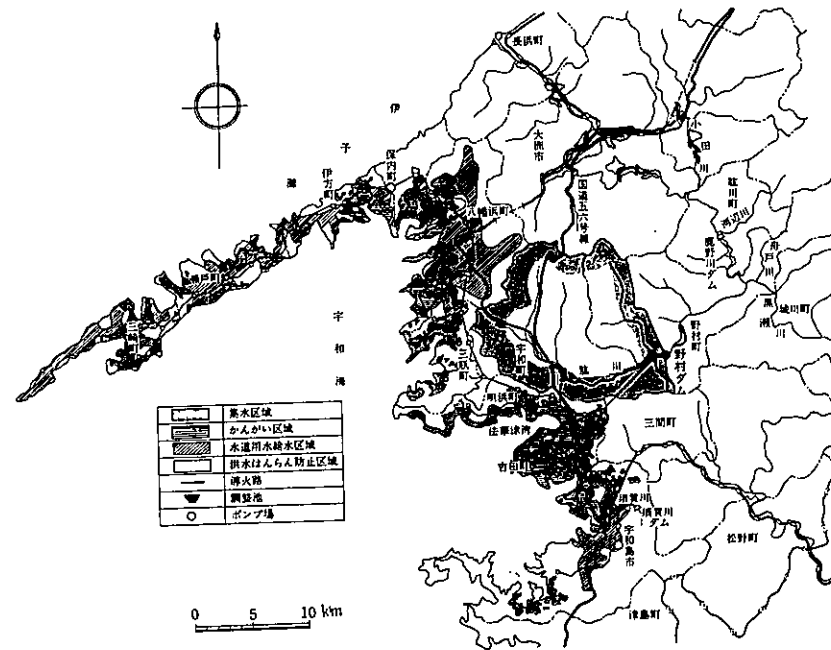 長浜町
伊
予
灘
大洲市
小田川
保内町
伊方町
国道五六号線
肱川町
河辺川
八幡浜町
鹿野川ダム
舟戸川
瀬戸町
三崎町
宇和海
黒瀬川
城川町
野村町
野村ダム
宇和町
肱川
三瓶町
明浜町
法華津湾
三間町
吉田町
須賀川
須賀川ダム
宇和島市
松野町
津島町
集水区域
かんがい区域
水道用水給水区域
洪水はんらん防止区域
導水路
調整池
ポンプ場
0 5 10 km